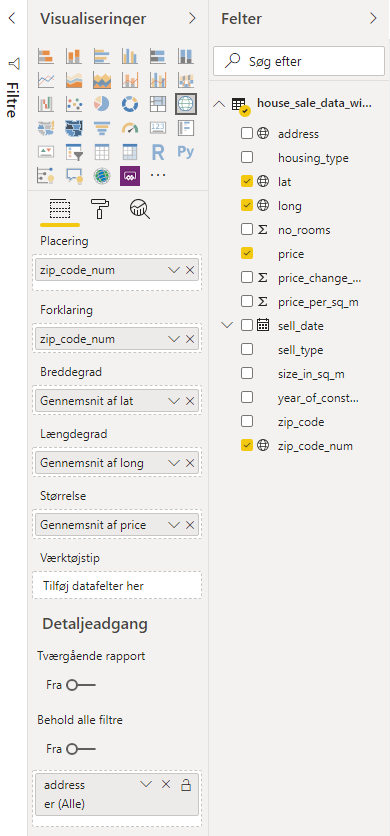 Visualiseringer
Filtre
R
Py
123
Placering
zip_code_num
Forklaring
zip_code_num
Breddegrad
Gennemsnit af lat
Længdegrad
Gennemsnit af long
Størrelse
Gennemsnit af price
Værktøjstip
Tilføj datafelter her
Detaljeadgang
Tværgående rapport
Fra
Behold alle filtre
Fra
address
er (Alle)
Felter
Søg efter
house_sale_data_wi...
address
housing_type
lat
long
no_rooms
price
price_change_...
price_per_sq_m
sell_date
sell_type
size_in_sq_m
year_of_const...
zip_code
zip_code_num